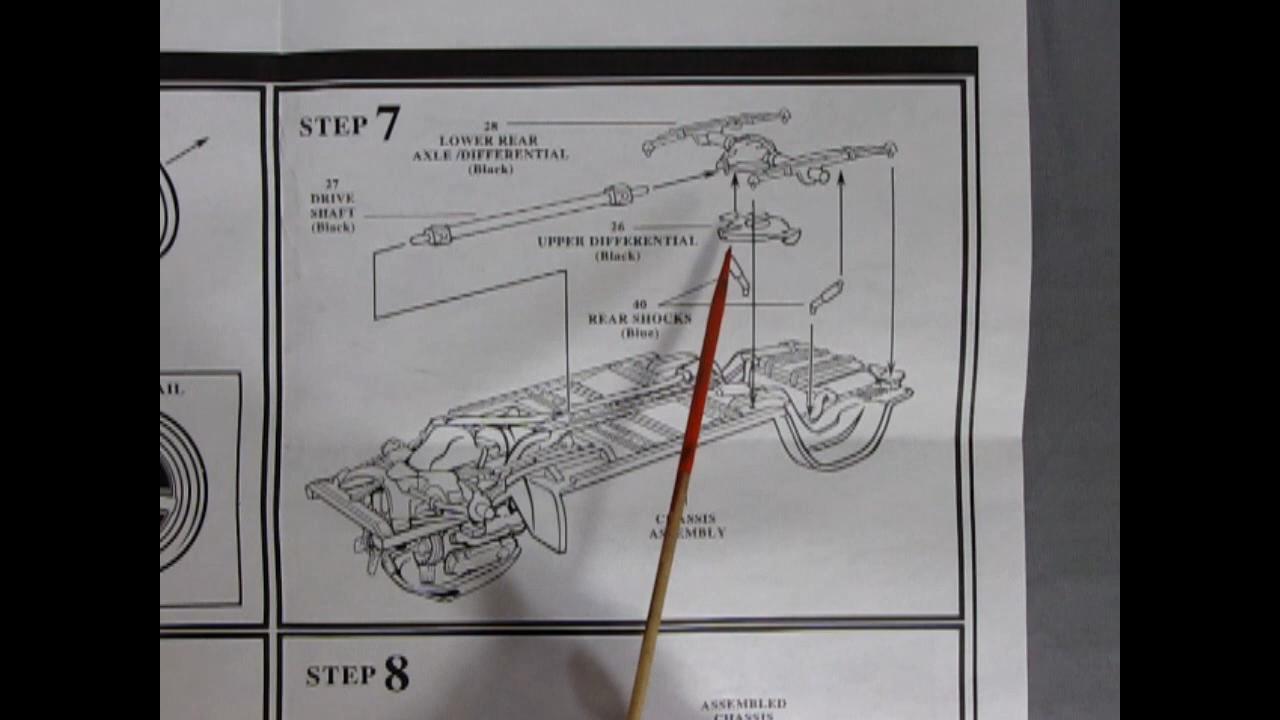 STEP 7
28
LOWER REAR
AXLE/DIFFERENTIAL
(Black)
27
DRIVE
SHAFT
(Black)
26
UPPER DIFFERENTIAL
(Black)
40
REAR SHOCKS
(Blue)
CHASSIS
ASSEMBLY
STEP 8
ASSEMBLED
CHASSIS